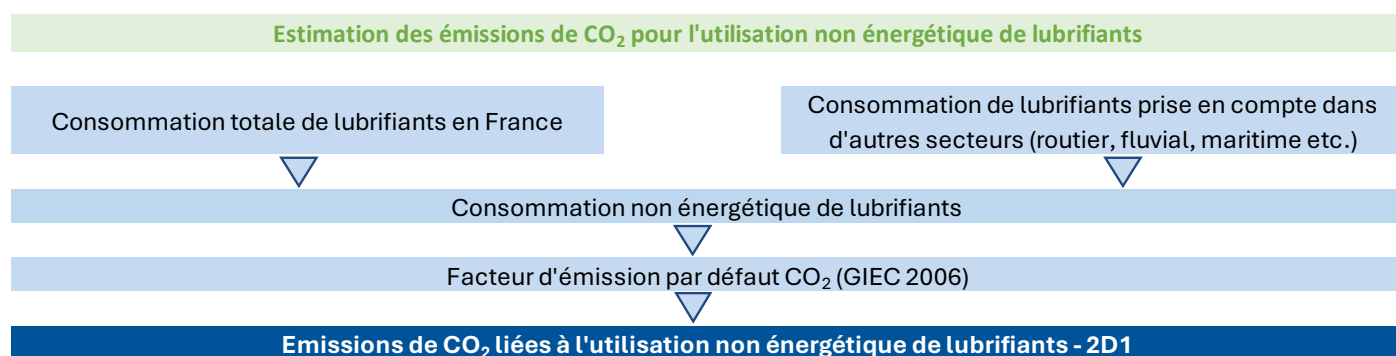 Estimation des émissions de CO₂ pour l'utilisation non énergétique de lubrifiants
Consommation totale de lubrifiants en France
Consommation de lubrifiants prise en compte dans
d'autres secteurs (routier, fluvial, maritime etc.)
Consommation non énergétique de lubrifiants
Facteur d'émission par défaut CO₂ (GIEC 2006)
Emissions de CO₂ liées à l'utilisation non énergétique de lubrifiants - 2D1